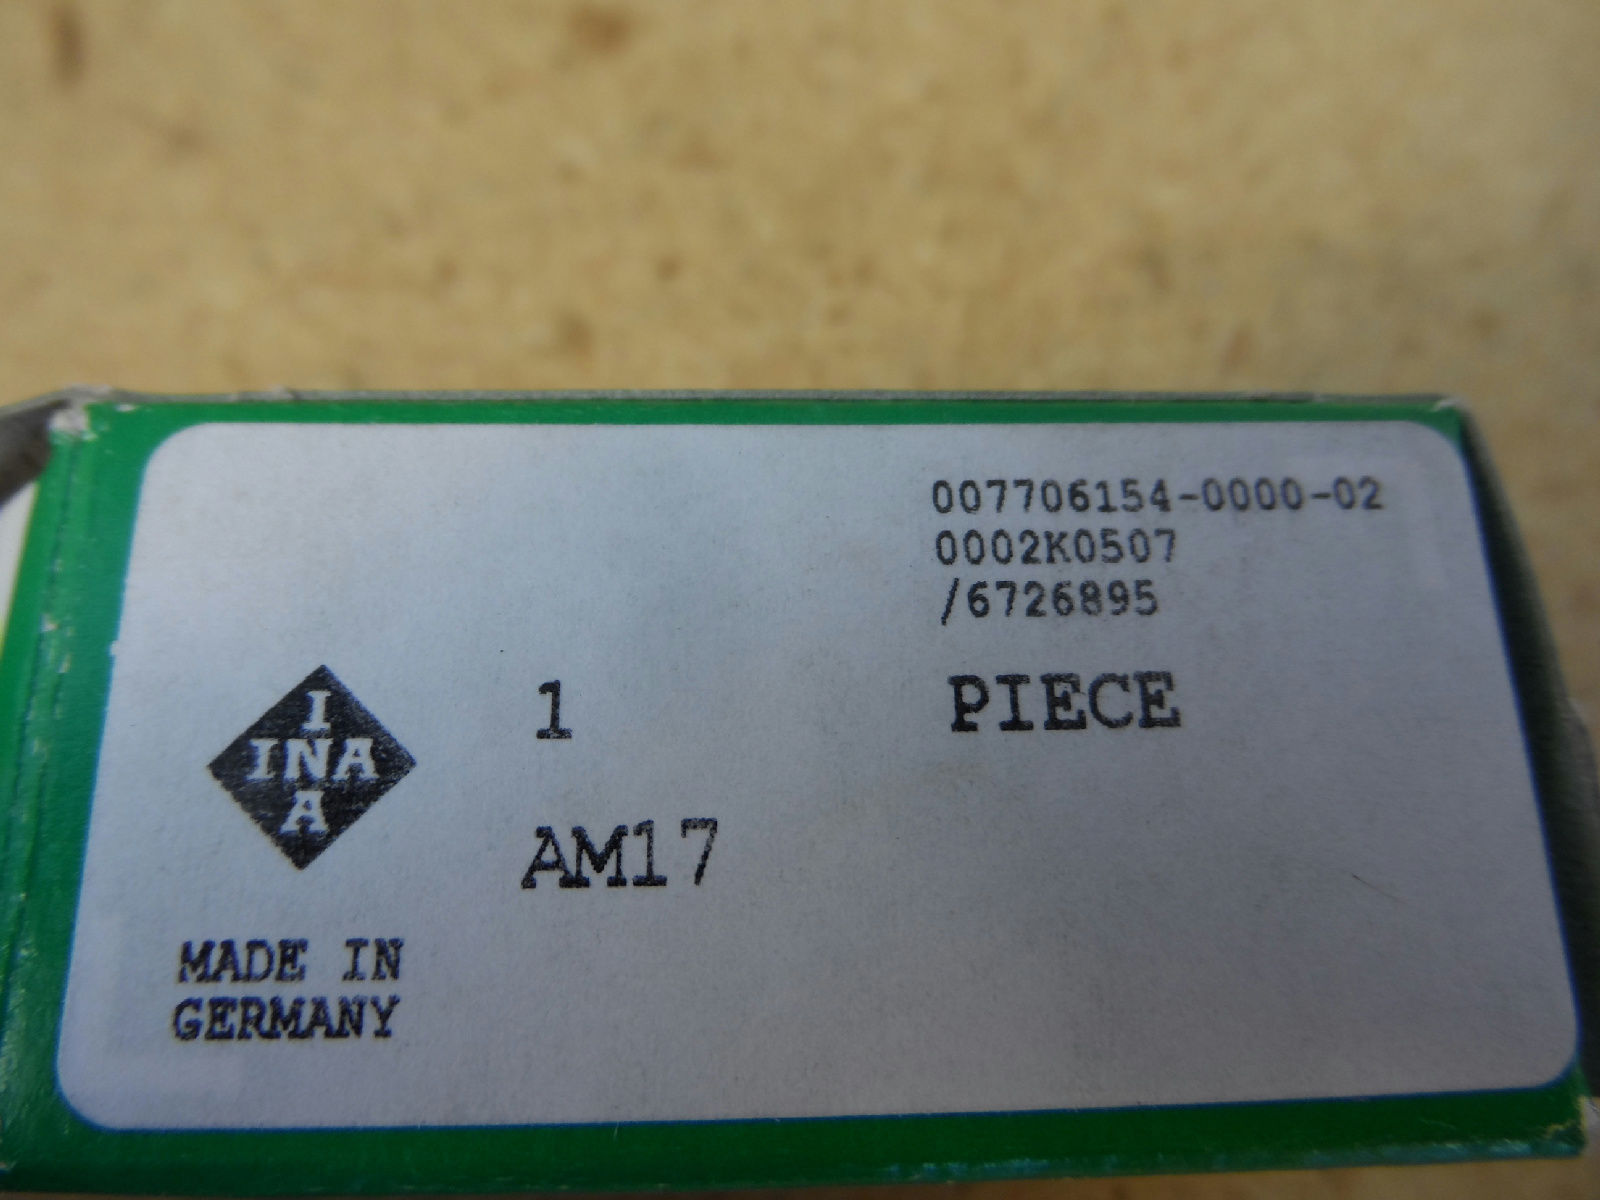 007706154-0000-02
0002K0507
/6726895
1 PIECE
I
INA
A
AM17
MADE IN
GERMANY